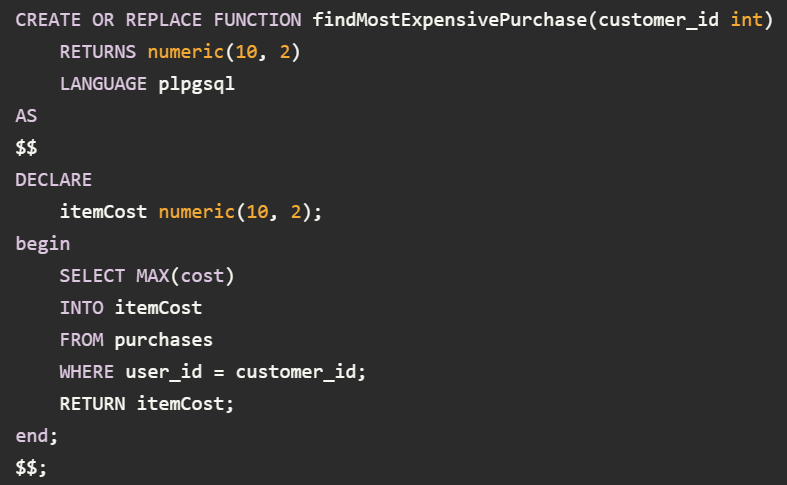 CREATE OR REPLACE FUNCTION findMostExpensivePurchase(customer_id int)
    RETURNS numeric(10, 2)
    LANGUAGE plpgsql
AS
$$
DECLARE
    itemCost numeric(10, 2);
begin
    SELECT MAX(cost)
    INTO itemCost
    FROM purchases
    WHERE user_id = customer_id;
    RETURN itemCost;
end;
$$;